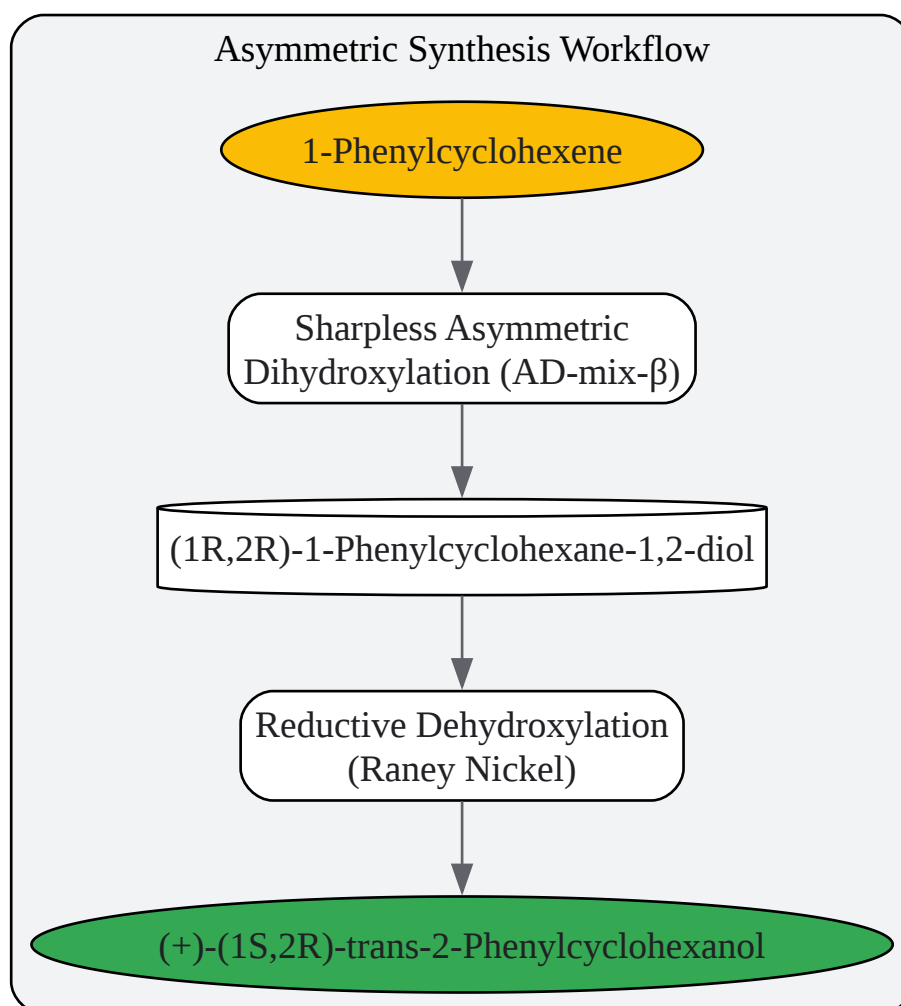 Asymmetric Synthesis Workflow
1-Phenylcyclohexene
Sharpless Asymmetric
Dihydroxylation (AD-mix-β)
(1R,2R)-1-Phenylcyclohexane-1,2-diol
Reductive Dehydroxylation
(Raney Nickel)
(+)-(1S,2R)-trans-2-Phenylcyclohexanol